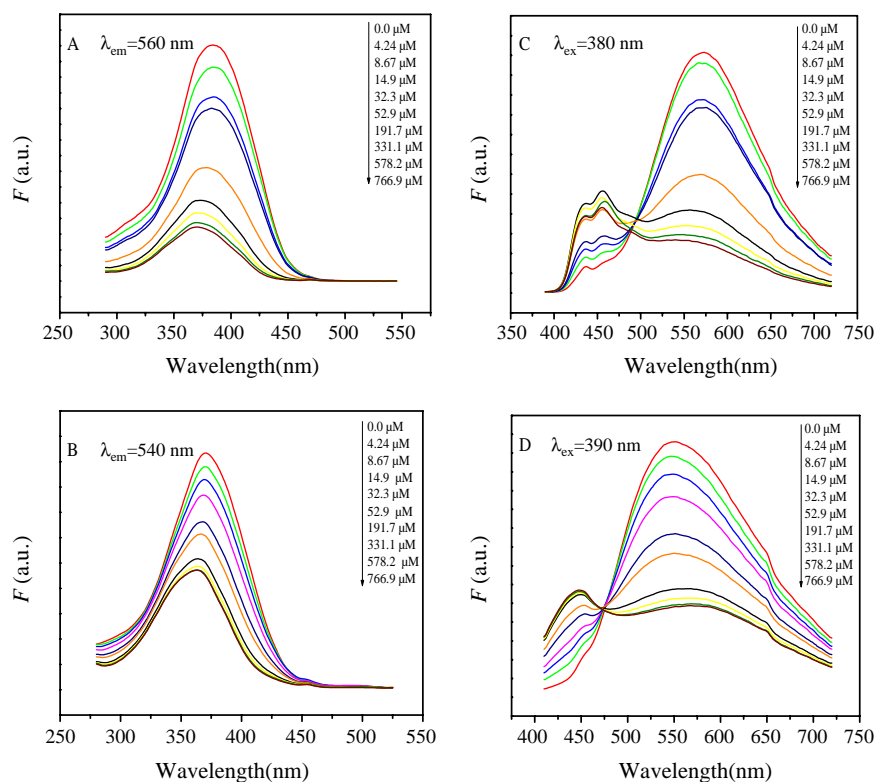 A λem=560 nm
0.0 μM
4.24 μM
8.67 μM
14.9 μM
32.3 μM
52.9 μM
191.7 μM
331.1 μM
578.2 μM
766.9 μM
F (a.u.)
250 300 350 400 450 500 550
Wavelength(nm)
C λex=380 nm
0.0 μM
4.24 μM
8.67 μM
14.9 μM
32.3 μM
52.9 μM
191.7 μM
331.1 μM
578.2 μM
766.9 μM
F (a.u.)
350 400 450 500 550 600 650 700 750
Wavelength(nm)
B λem=540 nm
0.0 μM
4.24 μM
8.67 μM
14.9 μM
32.3 μM
52.9 μM
191.7 μM
331.1 μM
578.2 μM
766.9 μM
F (a.u.)
250 300 350 400 450 500 550
Wavelength(nm)
D λex=390 nm
0.0 μM
4.24 μM
8.67 μM
14.9 μM
32.3 μM
52.9 μM
191.7 μM
331.1 μM
578.2 μM
766.9 μM
F (a.u.)
400 450 500 550 600 650 700 750
Wavelength(nm)